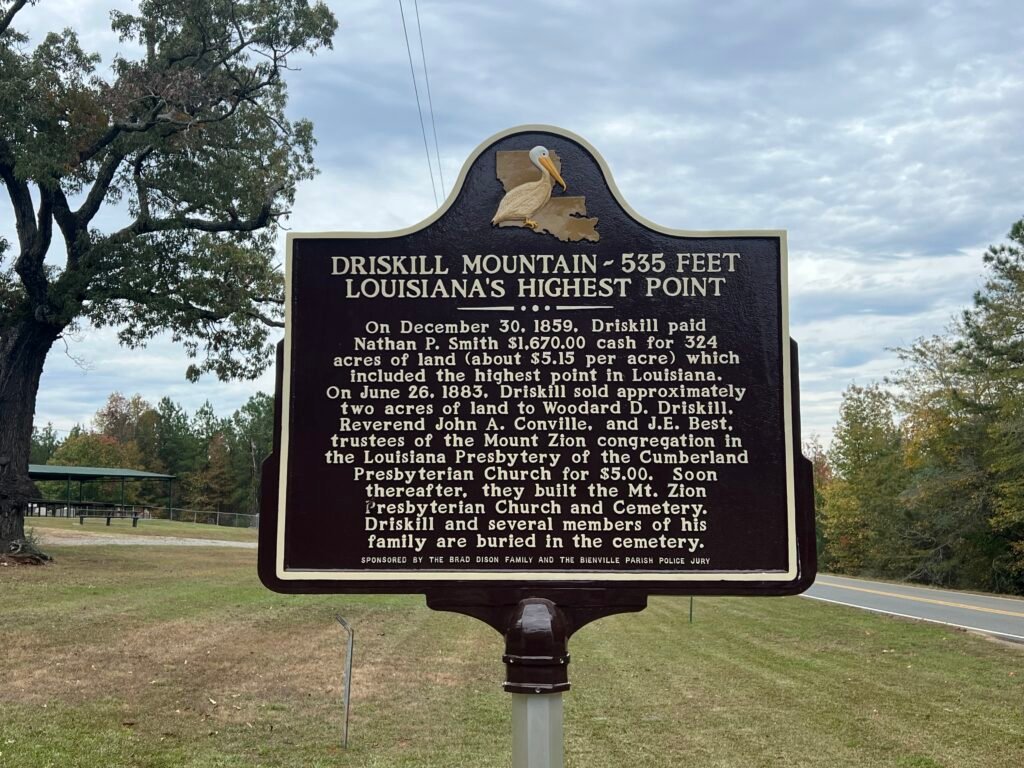 DRISKILL MOUNTAIN ~ 535 FEET
LOUISIANA'S HIGHEST POINT
On December 30, 1859, Driskill paid
Nathan P. Smith $1,670.00 cash for 324
acres of land (about $5.15 per acre) which
included the highest point in Louisiana.
On June 26, 1883, Driskill sold approximately
two acres of land to Woodard D. Driskill,
Reverend John A. Conville, and J.E. Best,
trustees of the Mount Zion congregation in
the Louisiana Presbytery of the Cumberland
Presbyterian Church for $5.00. Soon
thereafter, they built the Mt. Zion
Presbyterian Church and Cemetery.
Driskill and several members of his
family are buried in the cemetery.
SPONSORED BY THE BRAD DISON FAMILY AND THE BIENVILLE PARISH POLICE JURY